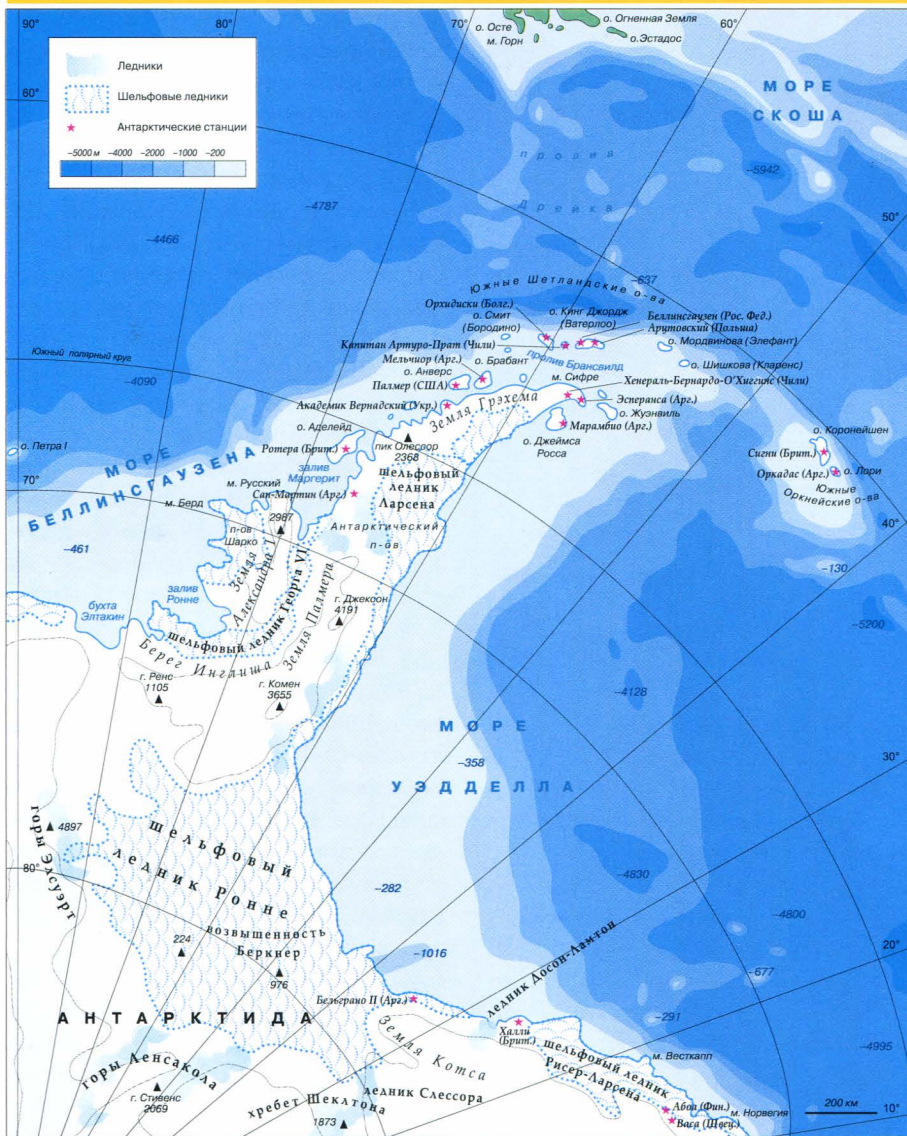 90°
80°
70°
60°
о. Осте
о. Огненная Земля
м. Горн
о.Эстадос
Ледники
Шельфовые ледники
Антарктические станции
-5000 м -4000 -2000 -1000 -200
60°
МОРЕ
СКОША
-5942
Дрейка
-4787
-4466
50°
-637
Южные Шетландские о-ва
Орхидиски (Болг.)
о. Смит
(Бородино)
о. Кинг Джордж
(Ватерлоо)
Беллинсгаузен (Рос. Фед.)
Арцтовский (Польша)
о. Мордвинова (Элефант)
Капитан Артуро-Прат (Чили)
пролив Брансвилд
о. Шишкова (Кларенс)
Южный полярный круг
-4090
Мельчиор (Арг.)
о. Брабант
о. Анверс
м. Сифре
Хенераль-Бернардо-О'Хиггинс (Чили)
Палмер (США)
Эсперанса (Арг.)
Академик Вернадский (Укр.)
Земля Грэхема
о. Жуэнвиль
Марамбио (Арг.)
о. Аделейд
о. Джеймса
Росса
о. Коронейшен
Сигни (Брит.)
Оркадас (Арг.)
о. Лори
Южные
Оркнейские о-ва
о. Петра I
Ротера (Брит.)
пик Олесвор
2368
МОРЕ
БЕЛЛИНСГАУЗЕНА
залив
Маргерит
шельфовый
ледник
Ларсена
70°
м. Русский
Сан-Мартин (Арг.)
м. Берд
2987
Антарктический
п-ов
40°
п-ов
Шарко
Земля
Александра I
-461
-130
залив
Ронне
бухта
Элтакин
шельфовый ледник Георга VI
Земля Палмера
г. Джексон
4191
-5200
Берег Инглиша
г. Ренс
1105
г. Комен
3655
-4128
МОРЕ
УЭДДЕЛЛА
-358
30°
горы Элсуэрт
4897
80°
шельфовый
ледник Ронне
-282
-4830
возвышенность
Беркнер
224
976
-1016
-4800
20°
-677
ледник Досон-Ламтон
Бельграно II (Арг.)
-291
АНТАРКТИДА
Земля Котса
Халли
(Брит.)
шельфовый ледник
Рисер-Ларсена
м. Весткапп
-4995
горы Ленсакола
г. Стивенс
2069
ледник Слессора
хребет Шеклтона
1873
Абоа (Фин.)
Васа (Швец.)
м. Норвегия
200 км
10°